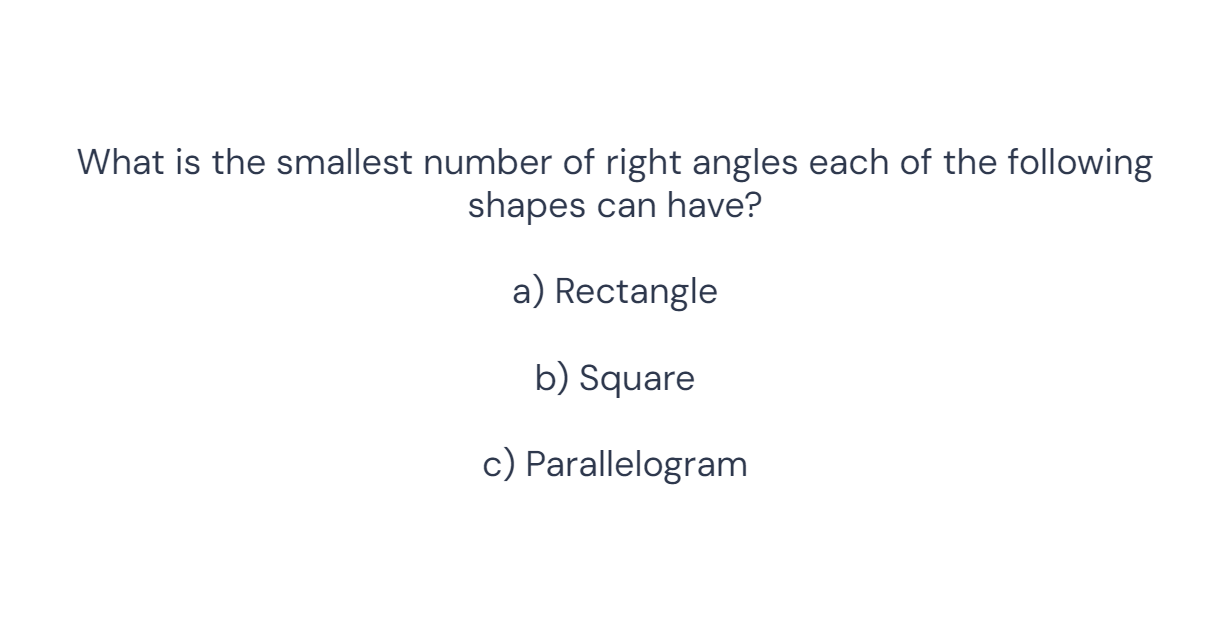 What is the smallest number of right angles each of the following
shapes can have?
a) Rectangle
b) Square
c) Parallelogram